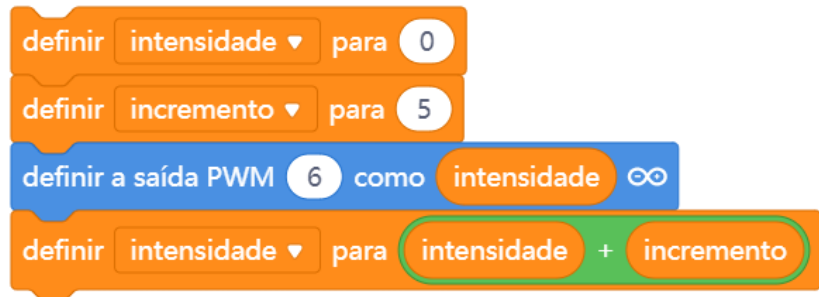 definir intensidade para 0
definir incremento para 5
definir a saída PWM 6 como intensidade
definir intensidade para intensidade + incremento